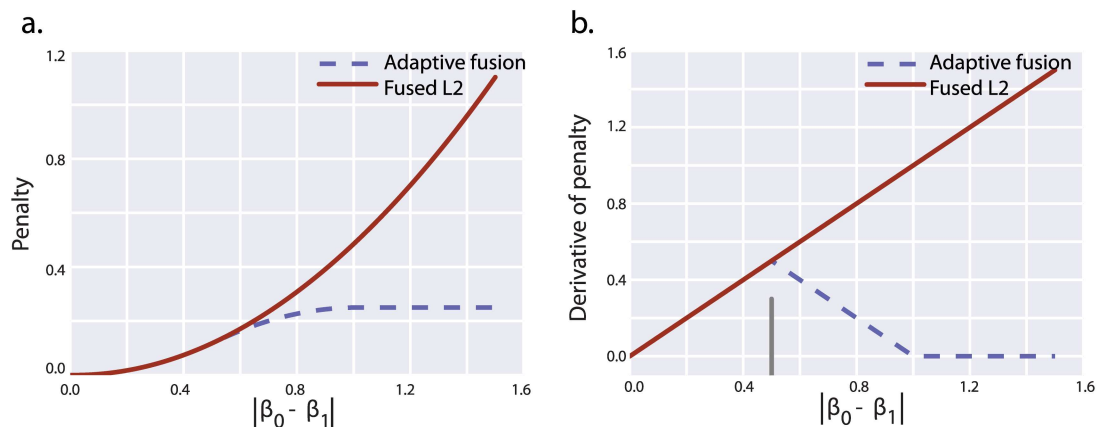 a.
Penalty
1.2
0.8
0.4
0.0
Adaptive fusion
Fused L2
0.0 0.4 0.8 1.2 1.6
|β0 - β1|
b.
Derivative of penalty
1.6
1.2
0.8
0.4
0.0
Adaptive fusion
Fused L2
0.0 0.4 0.8 1.2 1.6
|β0 - β1|